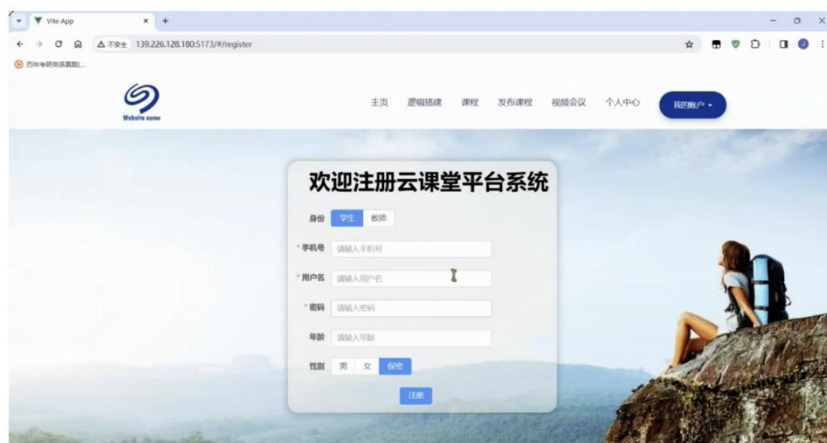 Vite App
不安全 139.226.128.180:5173/#/register
Website name
主页 逻辑搭建 课程 发布课程 视频会议 个人中心 我的账户
欢迎注册云课堂平台系统
身份 学生 教师
* 手机号 请输入手机号
* 用户名 请输入用户名
* 密码 请输入密码
年龄 请输入年龄
性别 男 女 保密
注册